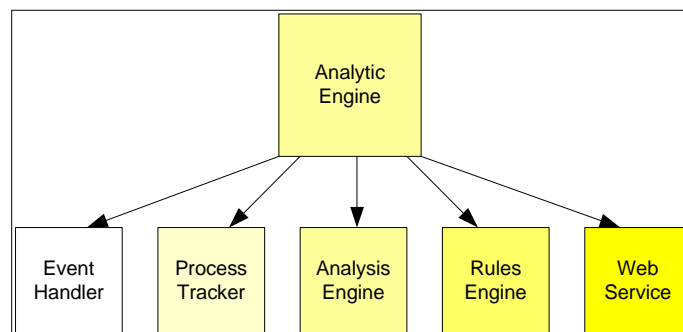 Analytic
Engine
Event
Handler
Process
Tracker
Analysis
Engine
Rules
Engine
Web
Service